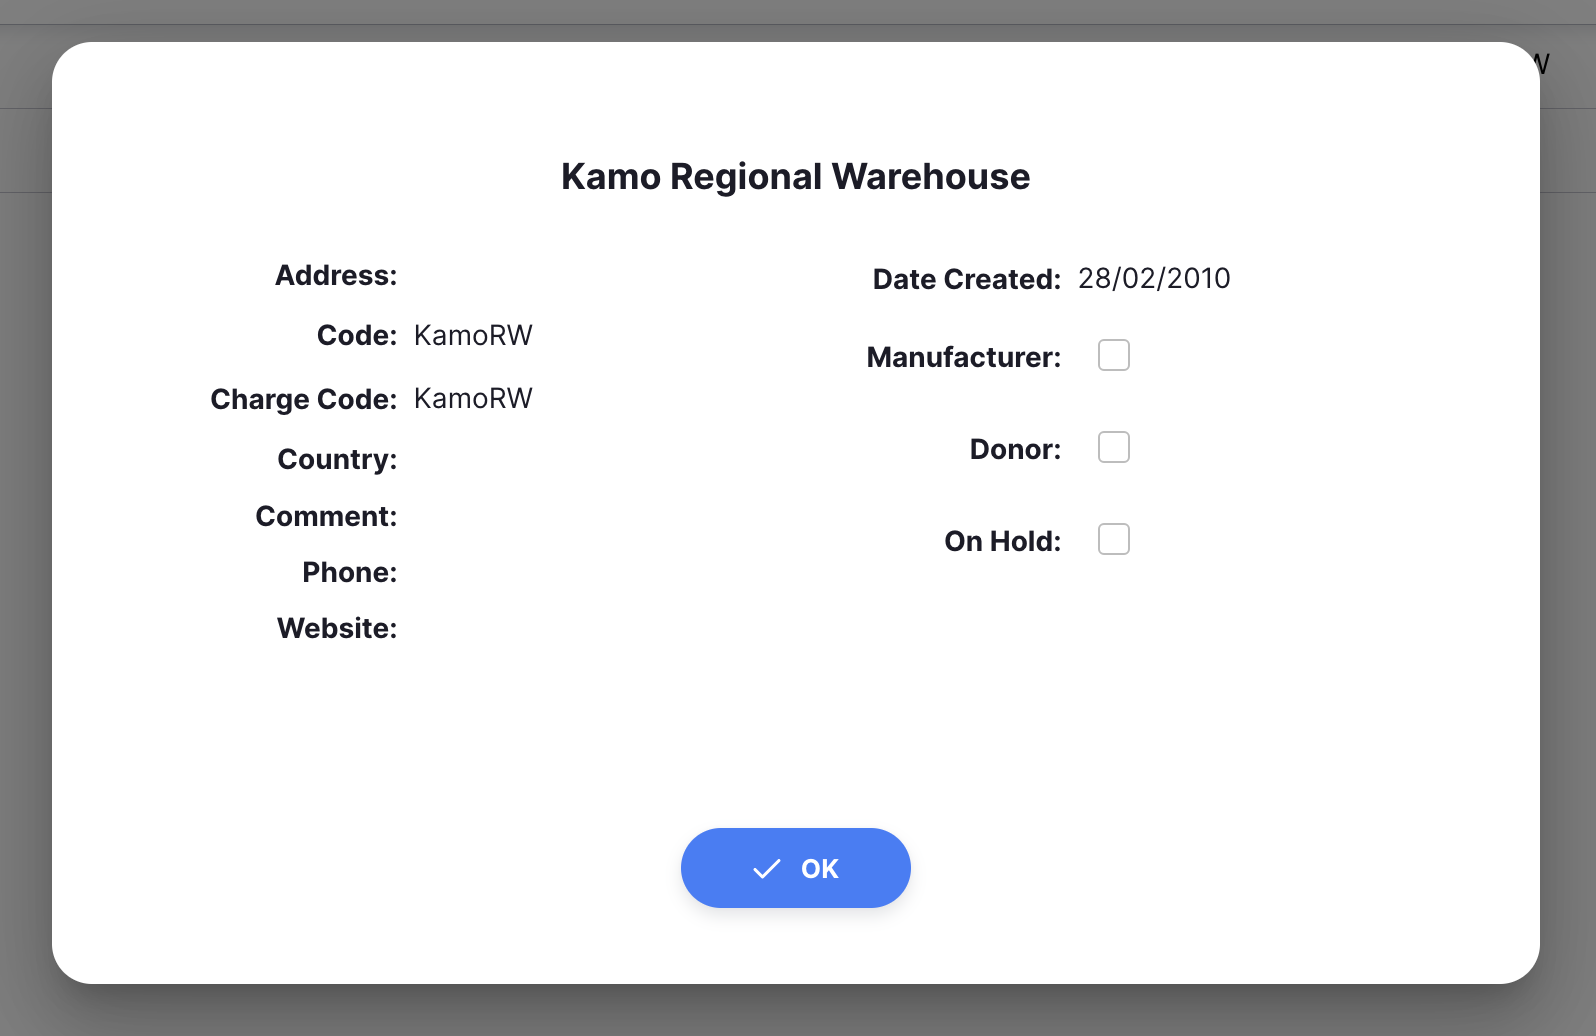 Kamo Regional Warehouse
Address:
Code: KamoRW
Charge Code: KamoRW
Country:
Comment:
Phone:
Website:
Date Created: 28/02/2010
Manufacturer:
Donor:
On Hold:
OK